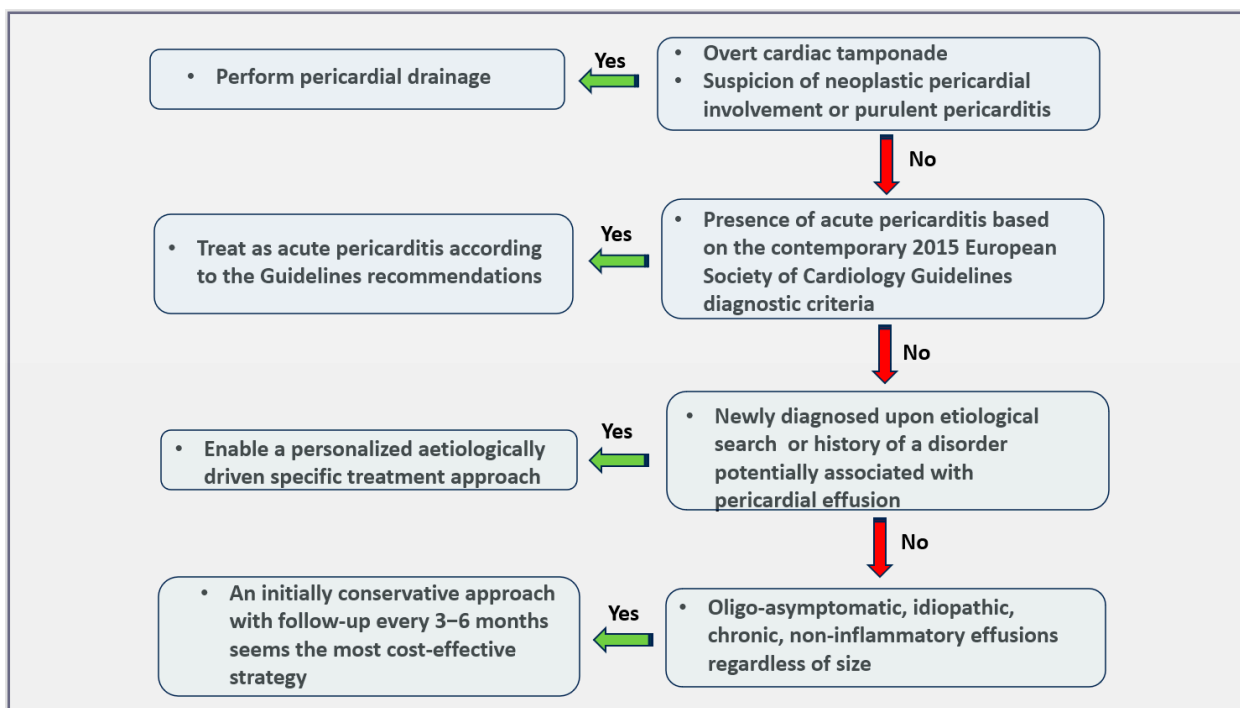 • Perform pericardial drainage
Yes
• Overt cardiac tamponade
• Suspicion of neoplastic pericardial
involvement or purulent pericarditis
No
• Treat as acute pericarditis according
to the Guidelines recommendations
Yes
• Presence of acute pericarditis based
on the contemporary 2015 European
Society of Cardiology Guidelines
diagnostic criteria
No
• Enable a personalized aetiologically
driven specific treatment approach
Yes
• Newly diagnosed upon etiological
search or history of a disorder
potentially associated with
pericardial effusion
No
• An initially conservative approach
with follow-up every 3–6 months
seems the most cost-effective
strategy
Yes
• Oligo-asymptomatic, idiopathic,
chronic, non-inflammatory effusions
regardless of size